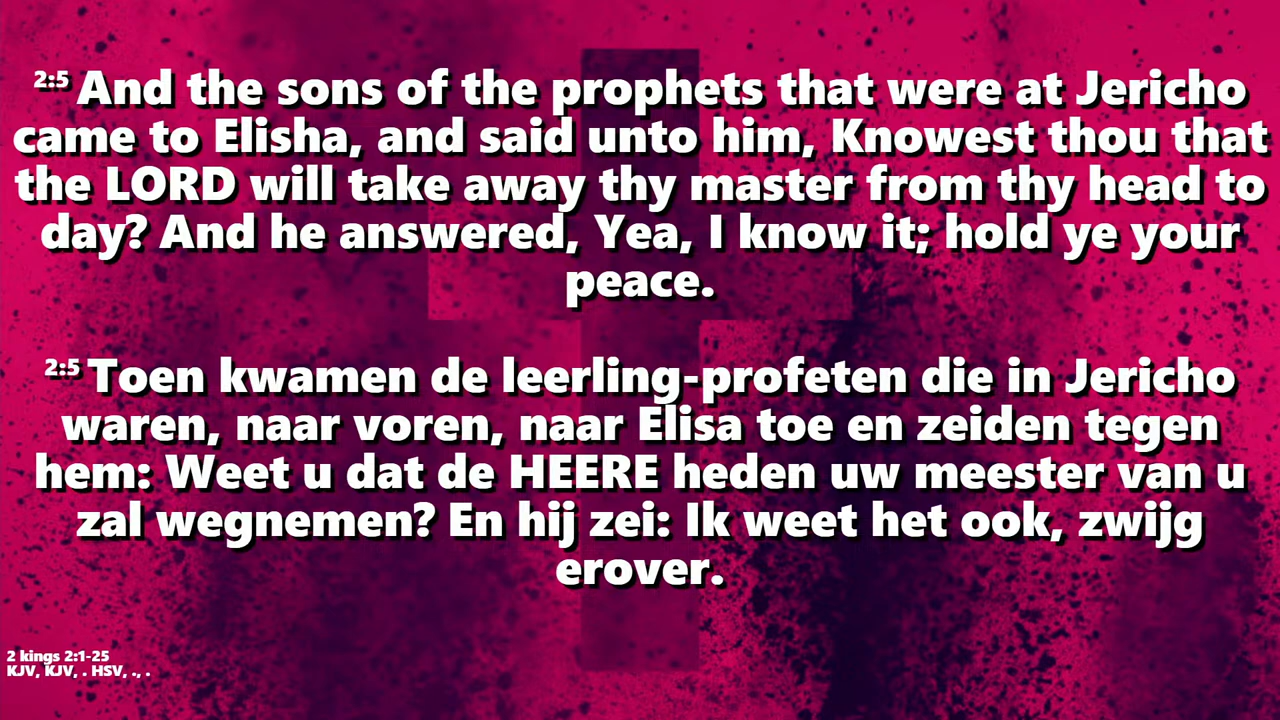 2:5 And the sons of the prophets that were at Jericho
came to Elisha, and said unto him, Knowest thou that
the LORD will take away thy master from thy head to
day? And he answered, Yea, I know it; hold ye your
peace.
2:5 Toen kwamen de leerling-profeten die in Jericho
waren, naar voren, naar Elisa toe en zeiden tegen
hem: Weet u dat de HEERE heden uw meester van u
zal wegnemen? En hij zei: Ik weet het ook, zwijg
erover.
2 kings 2:1-25
KJV, KJV, . HSV, ., .